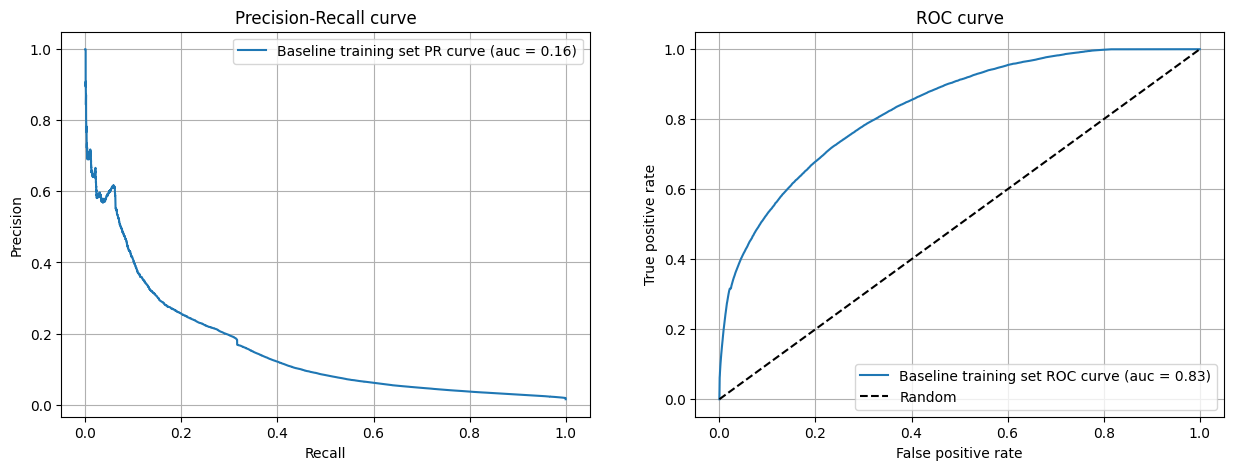 Precision-Recall curve
Baseline training set PR curve (auc = 0.16)
1.0
0.8
0.6
0.4
0.2
0.0
Precision
0.0 0.2 0.4 0.6 0.8 1.0
Recall
ROC curve
1.0
0.8
0.6
0.4
0.2
0.0
True positive rate
Baseline training set ROC curve (auc = 0.83)
Random
0.0 0.2 0.4 0.6 0.8 1.0
False positive rate